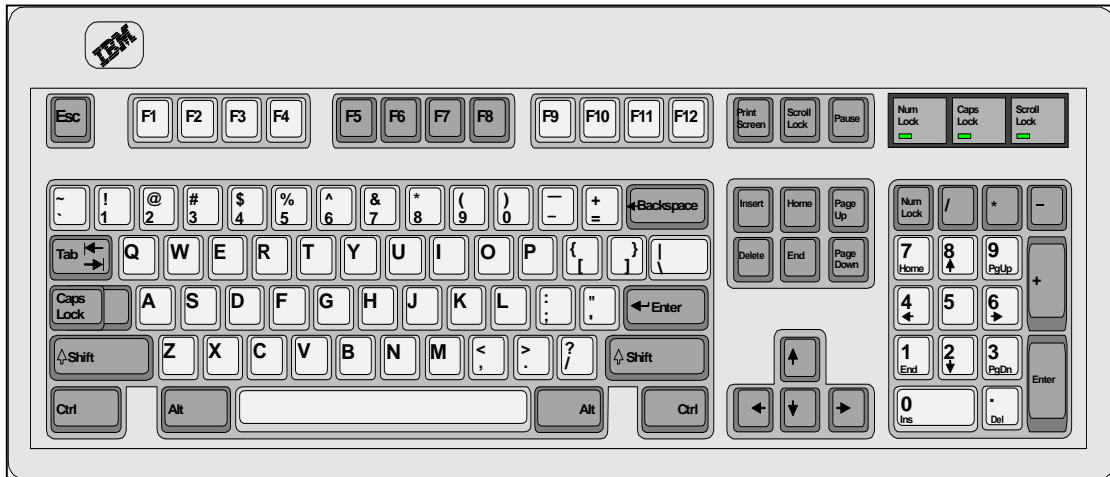 IBM
Esc F1 F2 F3 F4 F5 F6 F7 F8 F9 F10 F11 F12 Print Screen Scroll Lock Pause Num Lock Caps Lock Scroll Lock
~ ` ! 1 @ 2 # 3 $ 4 % 5 ^ 6 & 7 * 8 ( 9 ) 0 — – + = Backspace Insert Home Page Up Num Lock / * –
Tab Q W E R T Y U I O P { [ } ] | \ Delete End Page Down 7 Home 8 9 PgUp +
Caps Lock A S D F G H J K L : ; " ' Enter 4 5 6
Shift Z X C V B N M < , > . ? / Shift 1 End 2 3 PgDn Enter
Ctrl Alt Alt Ctrl 0 Ins . Del